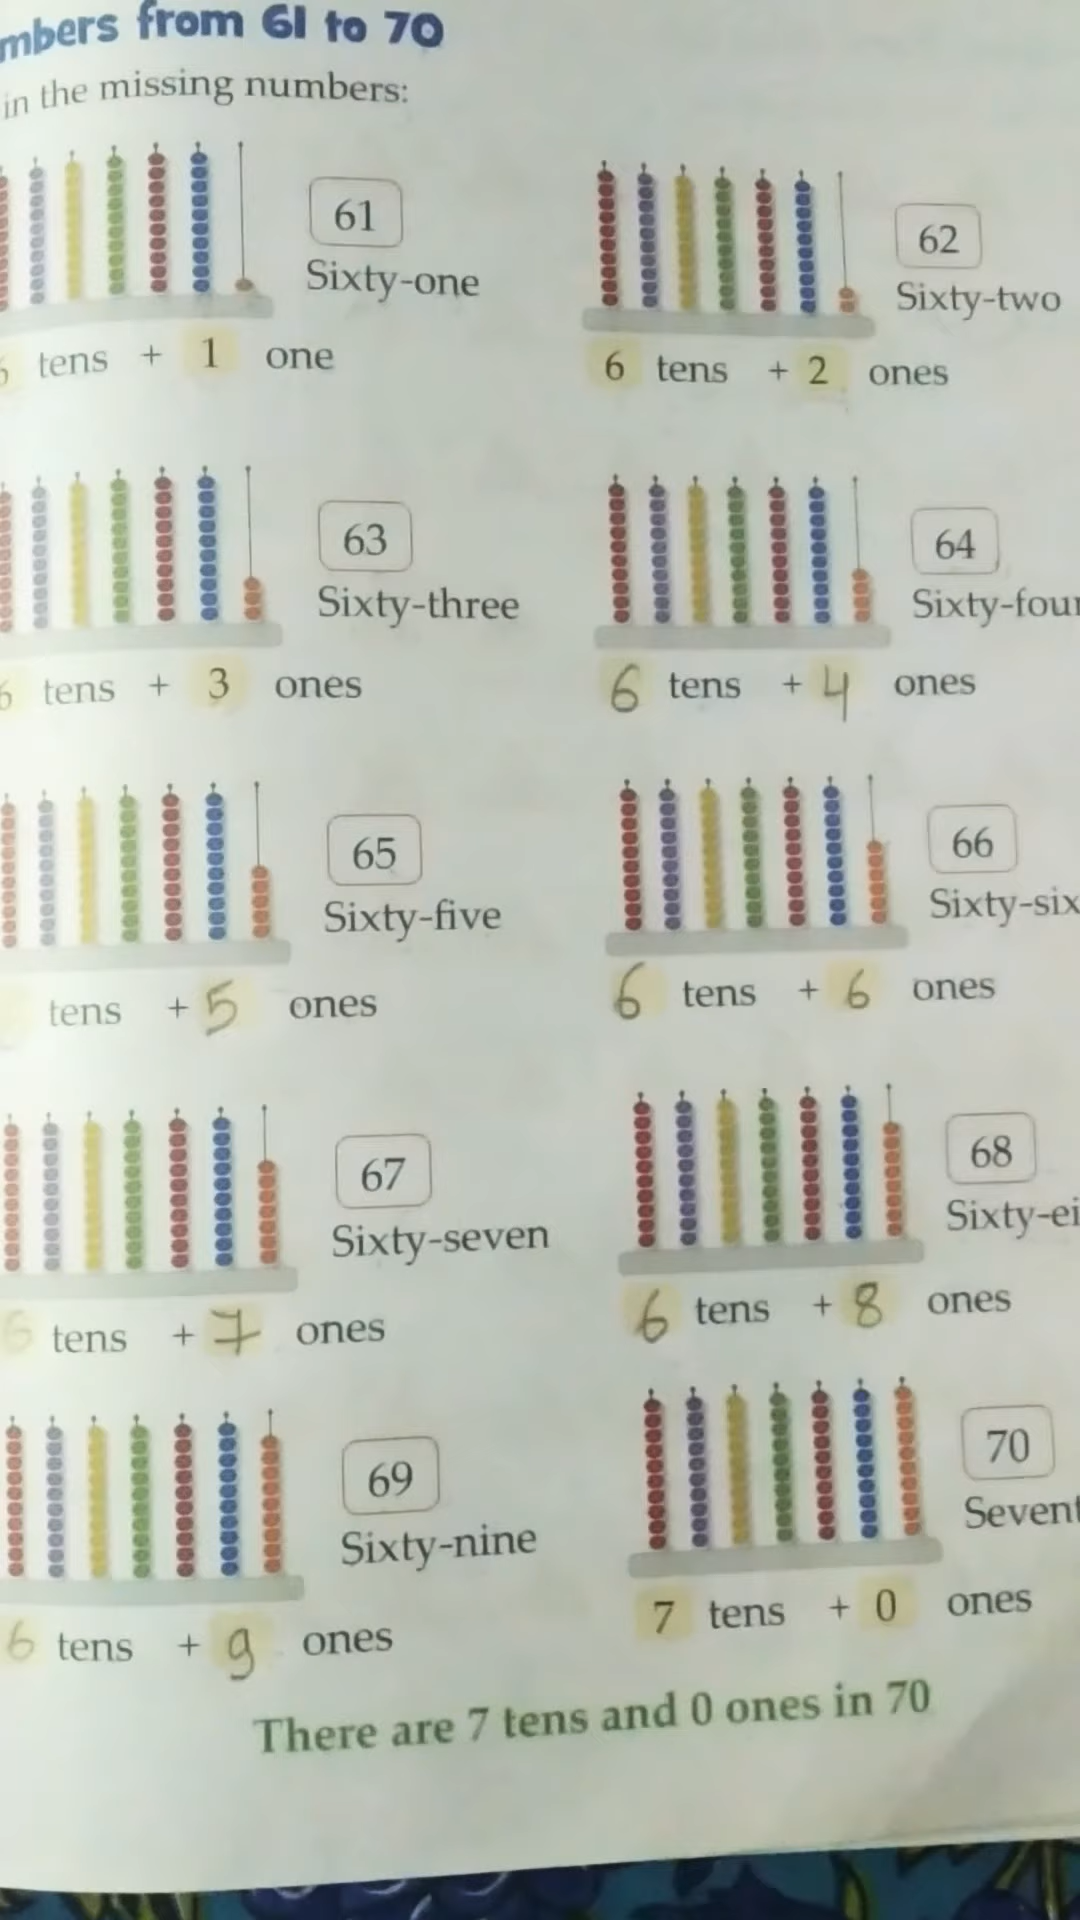 mbers from 61 to 70
in the missing numbers:
61
Sixty-one
62
Sixty-two
tens + 1 one
6 tens + 2 ones
63
Sixty-three
64
Sixty-four
6 tens + 3 ones
6 tens + 4 ones
65
Sixty-five
66
Sixty-six
tens + 5 ones
6 tens + 6 ones
67
Sixty-seven
68
Sixty-ei
6 tens + 7 ones
6 tens + 8 ones
69
Sixty-nine
70
Sevent
6 tens + 9 ones
7 tens + 0 ones
There are 7 tens and 0 ones in 70